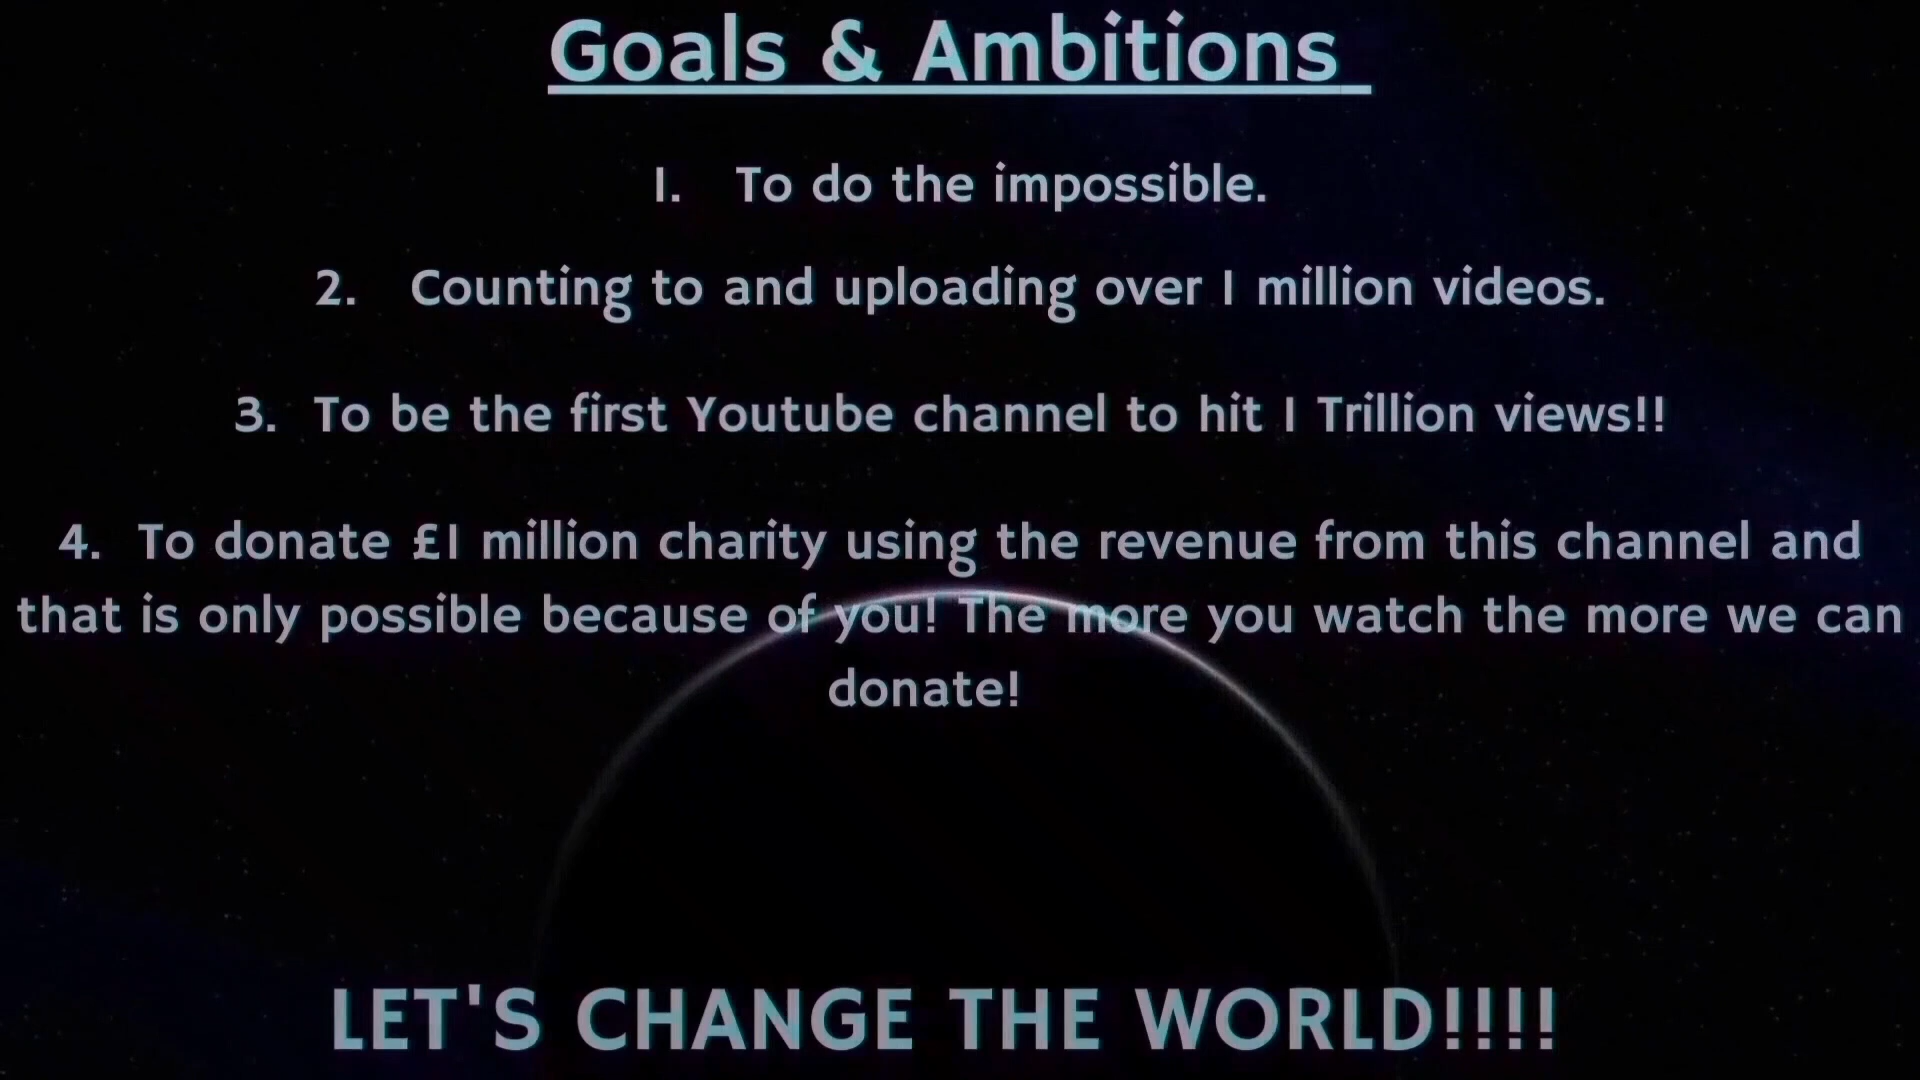 Goals & Ambitions
1. To do the impossible.
2. Counting to and uploading over 1 million videos.
3. To be the first Youtube channel to hit 1 Trillion views!!
4. To donate £1 million charity using the revenue from this channel and
that is only possible because of you! The more you watch the more we can
donate!
LET'S CHANGE THE WORLD!!!!